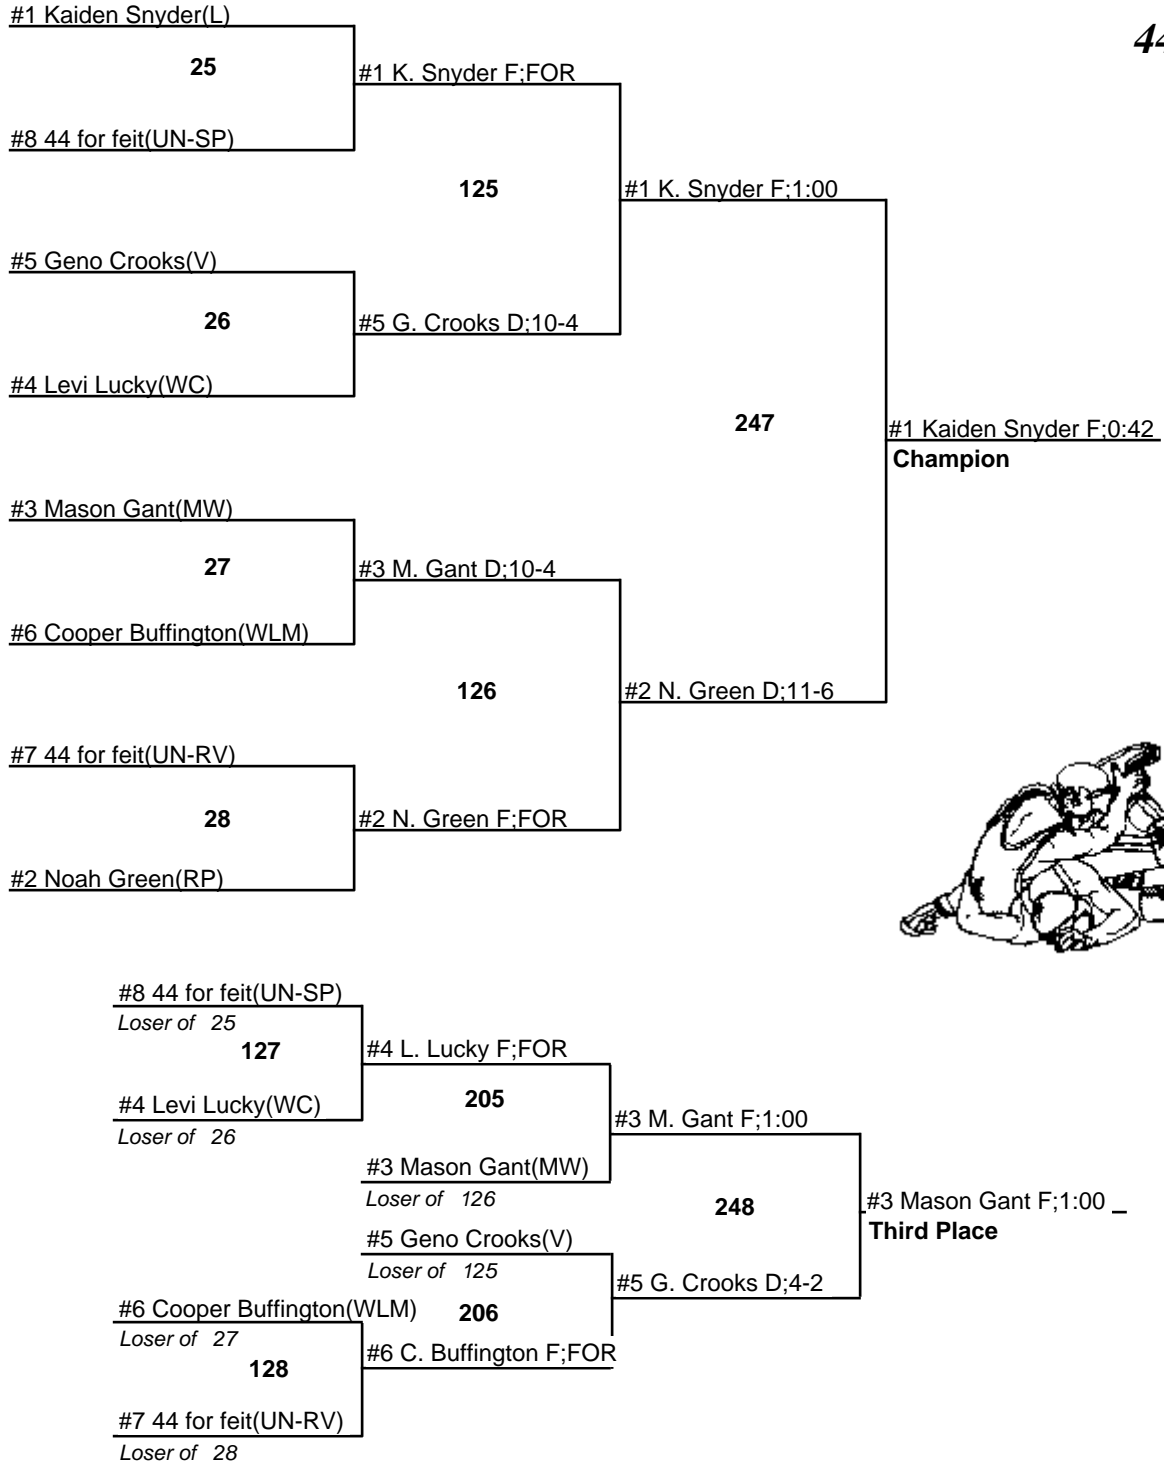 #1 Kaiden Snyder(L)
44
25
#1 K. Snyder F;FOR
#8 44 for feit(UN-SP)
125
#1 K. Snyder F;1:00
#5 Geno Crooks(V)
26
#5 G. Crooks D;10-4
#4 Levi Lucky(WC)
247
#1 Kaiden Snyder F;0:42
Champion
#3 Mason Gant(MW)
27
#3 M. Gant D;10-4
#6 Cooper Buffington(WLM)
126
#2 N. Green D;11-6
#7 44 for feit(UN-RV)
28
#2 N. Green F;FOR
#2 Noah Green(RP)
#8 44 for feit(UN-SP)
Loser of 25
127
#4 L. Lucky F;FOR
#4 Levi Lucky(WC)
Loser of 26
205
#3 M. Gant F;1:00
#3 Mason Gant(MW)
Loser of 126
248
#3 Mason Gant F;1:00
Third Place
#5 Geno Crooks(V)
Loser of 125
#5 G. Crooks D;4-2
206
#6 Cooper Buffington(WLM)
Loser of 27
128
#6 C. Buffington F;FOR
#7 44 for feit(UN-RV)
Loser of 28